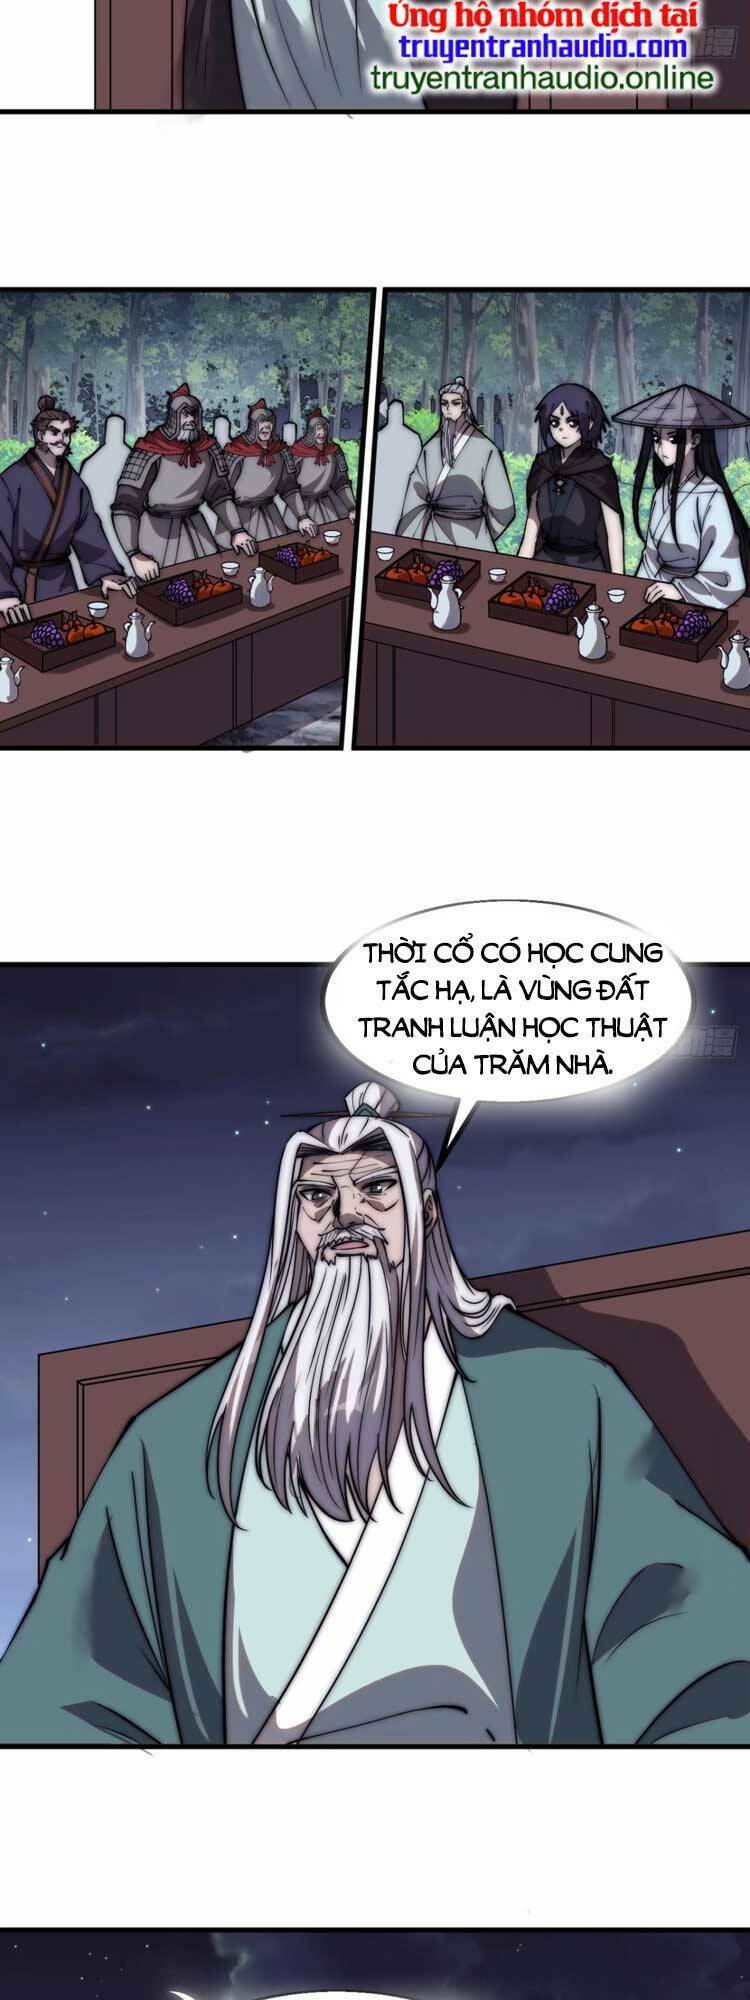 Ủng hộ nhóm dịch tại
truyentranhaudio.com
truyentranhaudio.online
THỜI CỔ CÓ HỌC CUNG
TẮC HẠ, LÀ VÙNG ĐẤT
TRANH LUẬN HỌC THUẬT
CỦA TRĂM NHÀ.